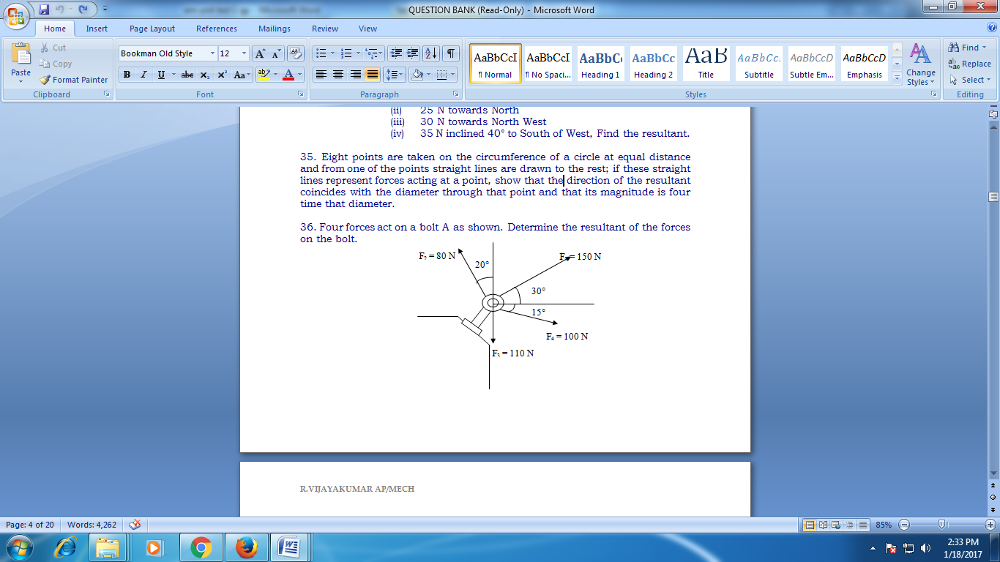 QUESTION BANK (Read-Only) - Microsoft Word
Home Insert Page Layout References Mailings Review View
Paste
Cut
Copy
Format Painter
Clipboard
Bookman Old Style 12
B I U abc x₂ x² Aa A
Font
Paragraph
AaBbCcI AaBbCcI AaBbC AaBbCc AaB AaBbCc. AaBbCcD AaBbCcD
¶ Normal ¶ No Spaci... Heading 1 Heading 2 Title Subtitle Subtle Em... Emphasis
Change Styles
Styles
Find
Replace
Select
Editing
(ii) 25 N towards North
(iii) 30 N towards North West
(iv) 35 N inclined 40° to South of West, Find the resultant.
35. Eight points are taken on the circumference of a circle at equal distance
and from one of the points straight lines are drawn to the rest; if these straight
lines represent forces acting at a point, show that the direction of the resultant
coincides with the diameter through that point and that its magnitude is four
time that diameter.
36. Four forces act on a bolt A as shown. Determine the resultant of the forces
on the bolt.
F₂ = 80 N
20°
= 150 N
30°
15°
F₄ = 100 N
F₃ = 110 N
R.VIJAYAKUMAR AP/MECH
Page: 4 of 20 Words: 4,262
85%
2:33 PM
1/18/2017